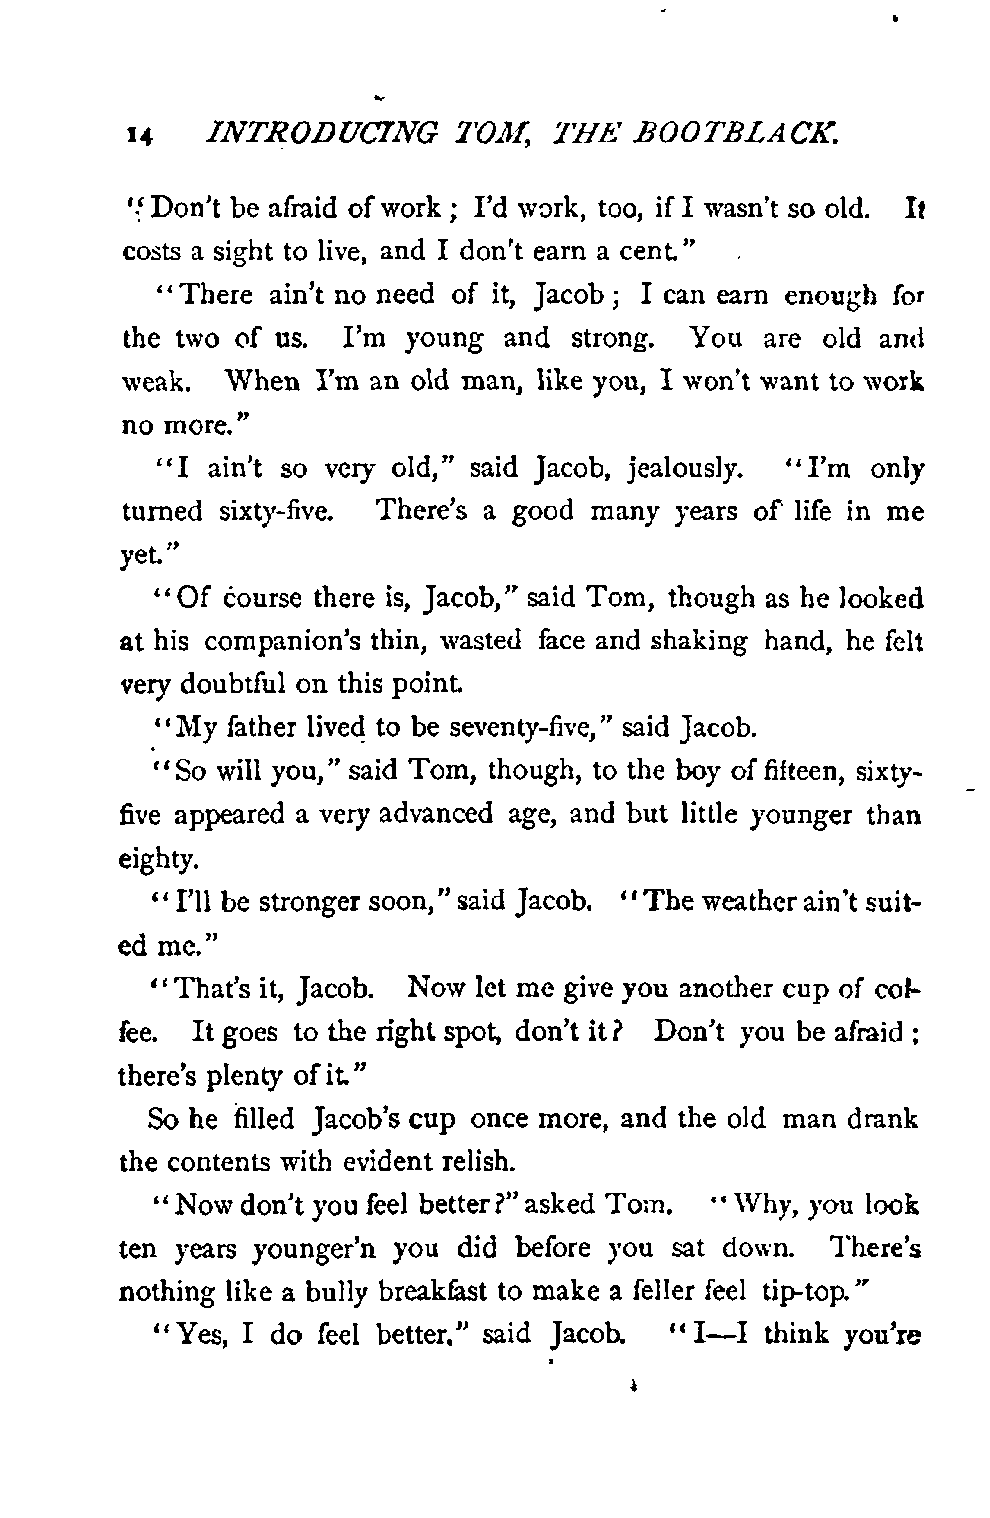 14 INTRODUCING TOM, THE BOOTBLACK.
"Don't be afraid of work; I'd work, too, if I wasn't so old. It
costs a sight to live, and I don't earn a cent."
"There ain't no need of it, Jacob; I can earn enough for
the two of us. I'm young and strong. You are old and
weak. When I'm an old man, like you, I won't want to work
no more."
"I ain't so very old," said Jacob, jealously. "I'm only
turned sixty-five. There's a good many years of life in me
yet."
"Of course there is, Jacob," said Tom, though as he looked
at his companion's thin, wasted face and shaking hand, he felt
very doubtful on this point.
"My father lived to be seventy-five," said Jacob.
"So will you," said Tom, though, to the boy of fifteen, sixty-
five appeared a very advanced age, and but little younger than
eighty.
"I'll be stronger soon," said Jacob. "The weather ain't suit-
ed me."
"That's it, Jacob. Now let me give you another cup of cof-
fee. It goes to the right spot, don't it? Don't you be afraid;
there's plenty of it."
So he filled Jacob's cup once more, and the old man drank
the contents with evident relish.
"Now don't you feel better?" asked Tom. "Why, you look
ten years younger'n you did before you sat down. There's
nothing like a bully breakfast to make a feller feel tip-top."
"Yes, I do feel better," said Jacob. "I—I think you're